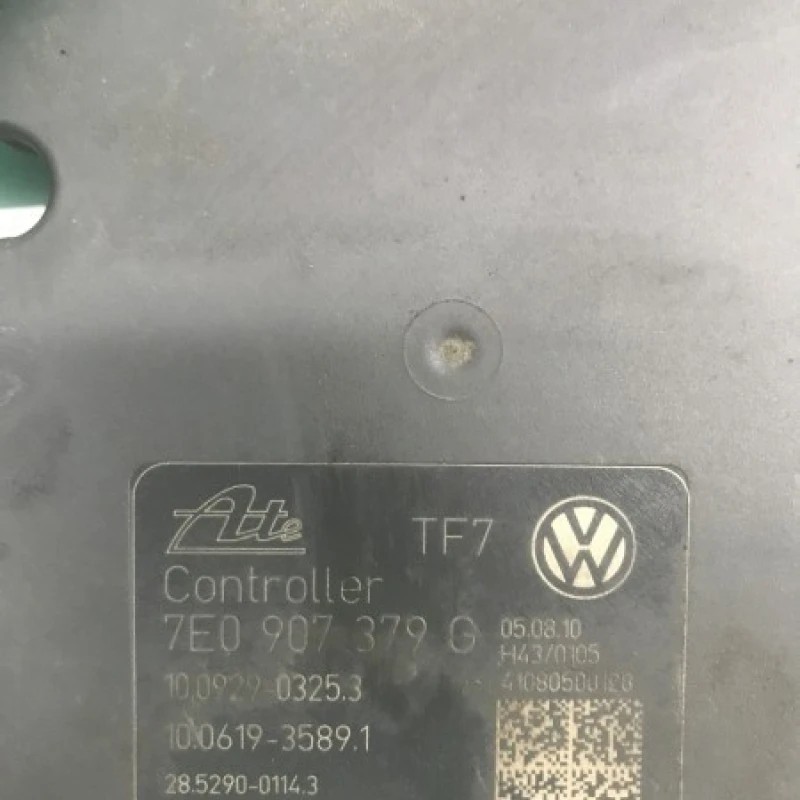 Ate TF7
Controller
7E0 907 379 G
05.08.10
H43/0105
10.0929-0325.3
10.0619-3589.1
28.5290-0114.3